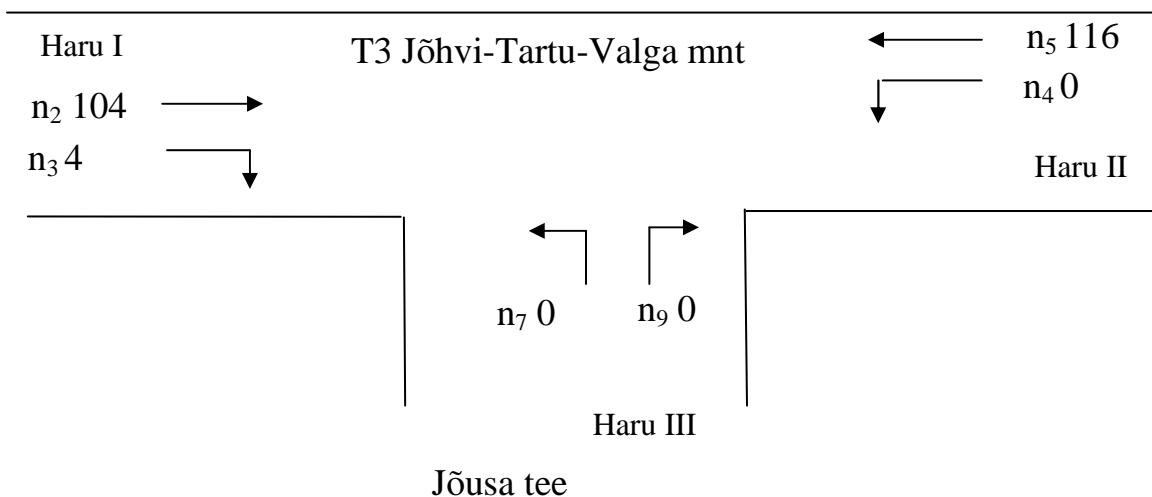 Haru I
T3 Jõhvi-Tartu-Valga mnt
n₅ 116
n₄ 0
n₂ 104
n₃ 4
Haru II
n₇ 0
n₉ 0
Haru III
Jõusa tee